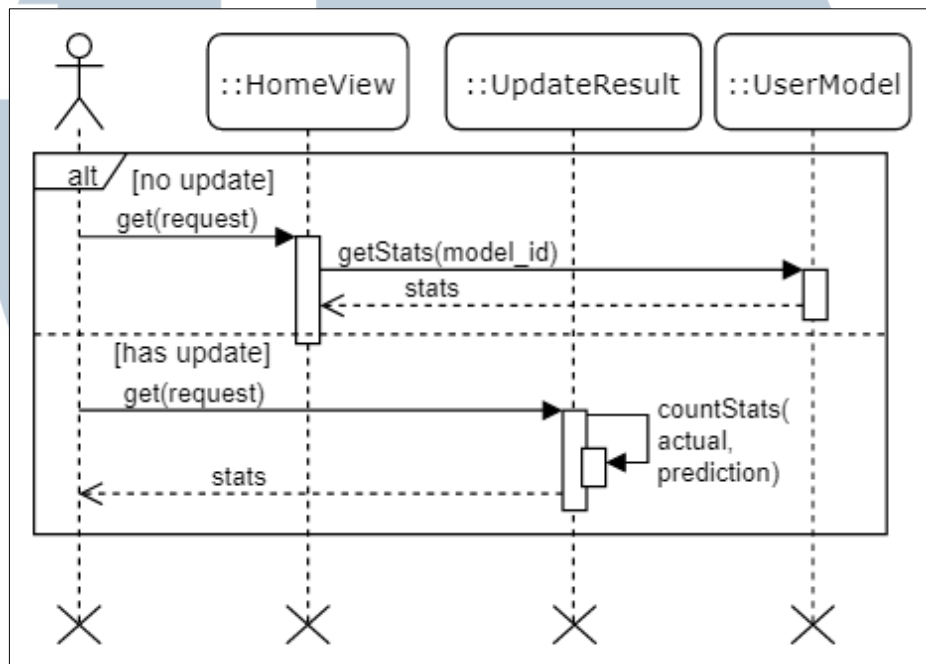 ::HomeView
::UpdateResult
::UserModel
alt
[no update]
get(request)
getStats(model_id)
stats
[has update]
get(request)
countStats(
actual,
prediction)
stats